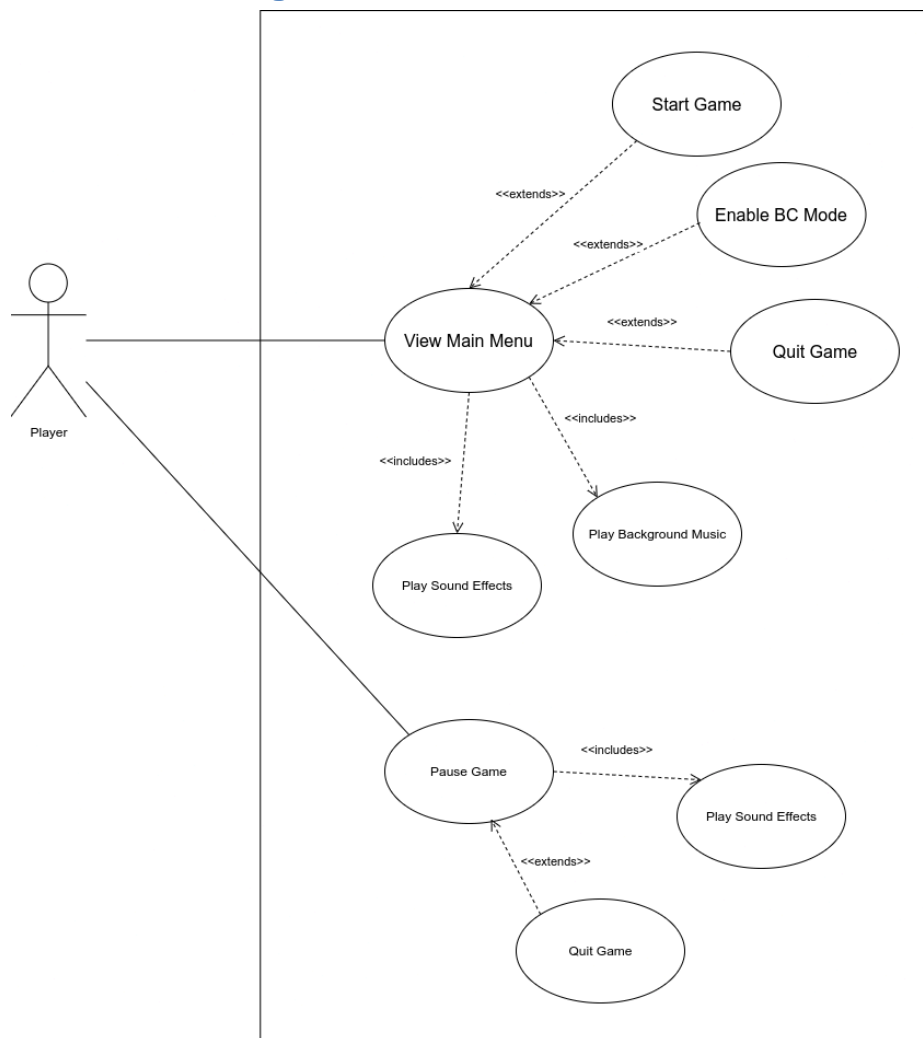 Start Game
<<extends>>
Enable BC Mode
<<extends>>
<<extends>>
View Main Menu
Quit Game
<<includes>>
Player
<<includes>>
Play Background Music
Play Sound Effects
<<includes>>
Pause Game
Play Sound Effects
<<extends>>
Quit Game